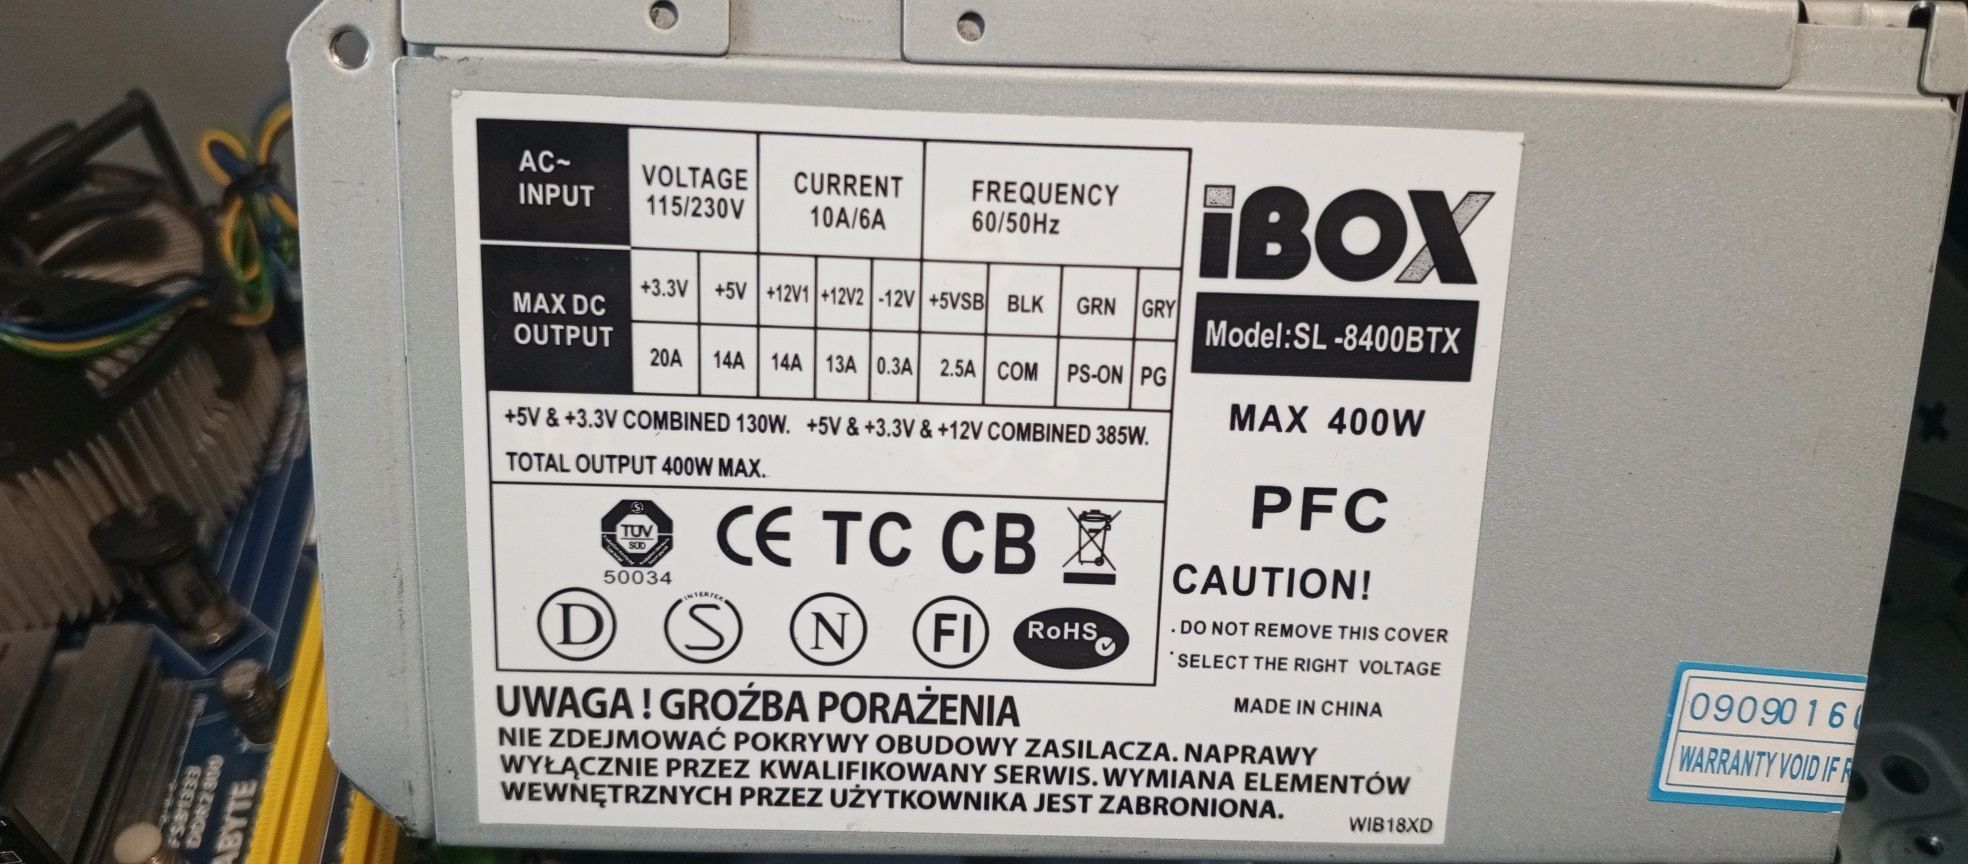 AC~
INPUT
VOLTAGE
115/230V
CURRENT
10A/6A
FREQUENCY
60/50Hz
MAX DC
OUTPUT
+3.3V +5V +12V1 +12V2 -12V +5VSB BLK GRN GRY
20A 14A 14A 13A 0.3A 2.5A COM PS-ON PG
+5V & +3.3V COMBINED 130W. +5V & +3.3V & +12V COMBINED 385W.
TOTAL OUTPUT 400W MAX.
TÜV
SÜD
50034
CE TC CB
D INTERTEK S N FI RoHS
iBOX
Model:SL-8400BTX
MAX 400W
PFC
CAUTION!
. DO NOT REMOVE THIS COVER
. SELECT THE RIGHT VOLTAGE
MADE IN CHINA
UWAGA ! GROŹBA PORAŻENIA
NIE ZDEJMOWAĆ POKRYWY OBUDOWY ZASILACZA. NAPRAWY
WYŁĄCZNIE PRZEZ KWALIFIKOWANY SERWIS. WYMIANA ELEMENTÓW
WEWNĘTRZNYCH PRZEZ UŻYTKOWNIKA JEST ZABRONIONA.
WIB18XD
0909016
WARRANTY VOID IF
FSB1333
ABYTE